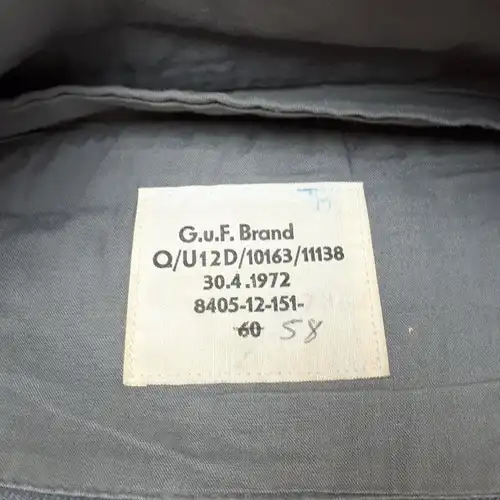 G.u.F. Brand
Q/U12D/10163/11138
30.4.1972
8405-12-151-
60 58